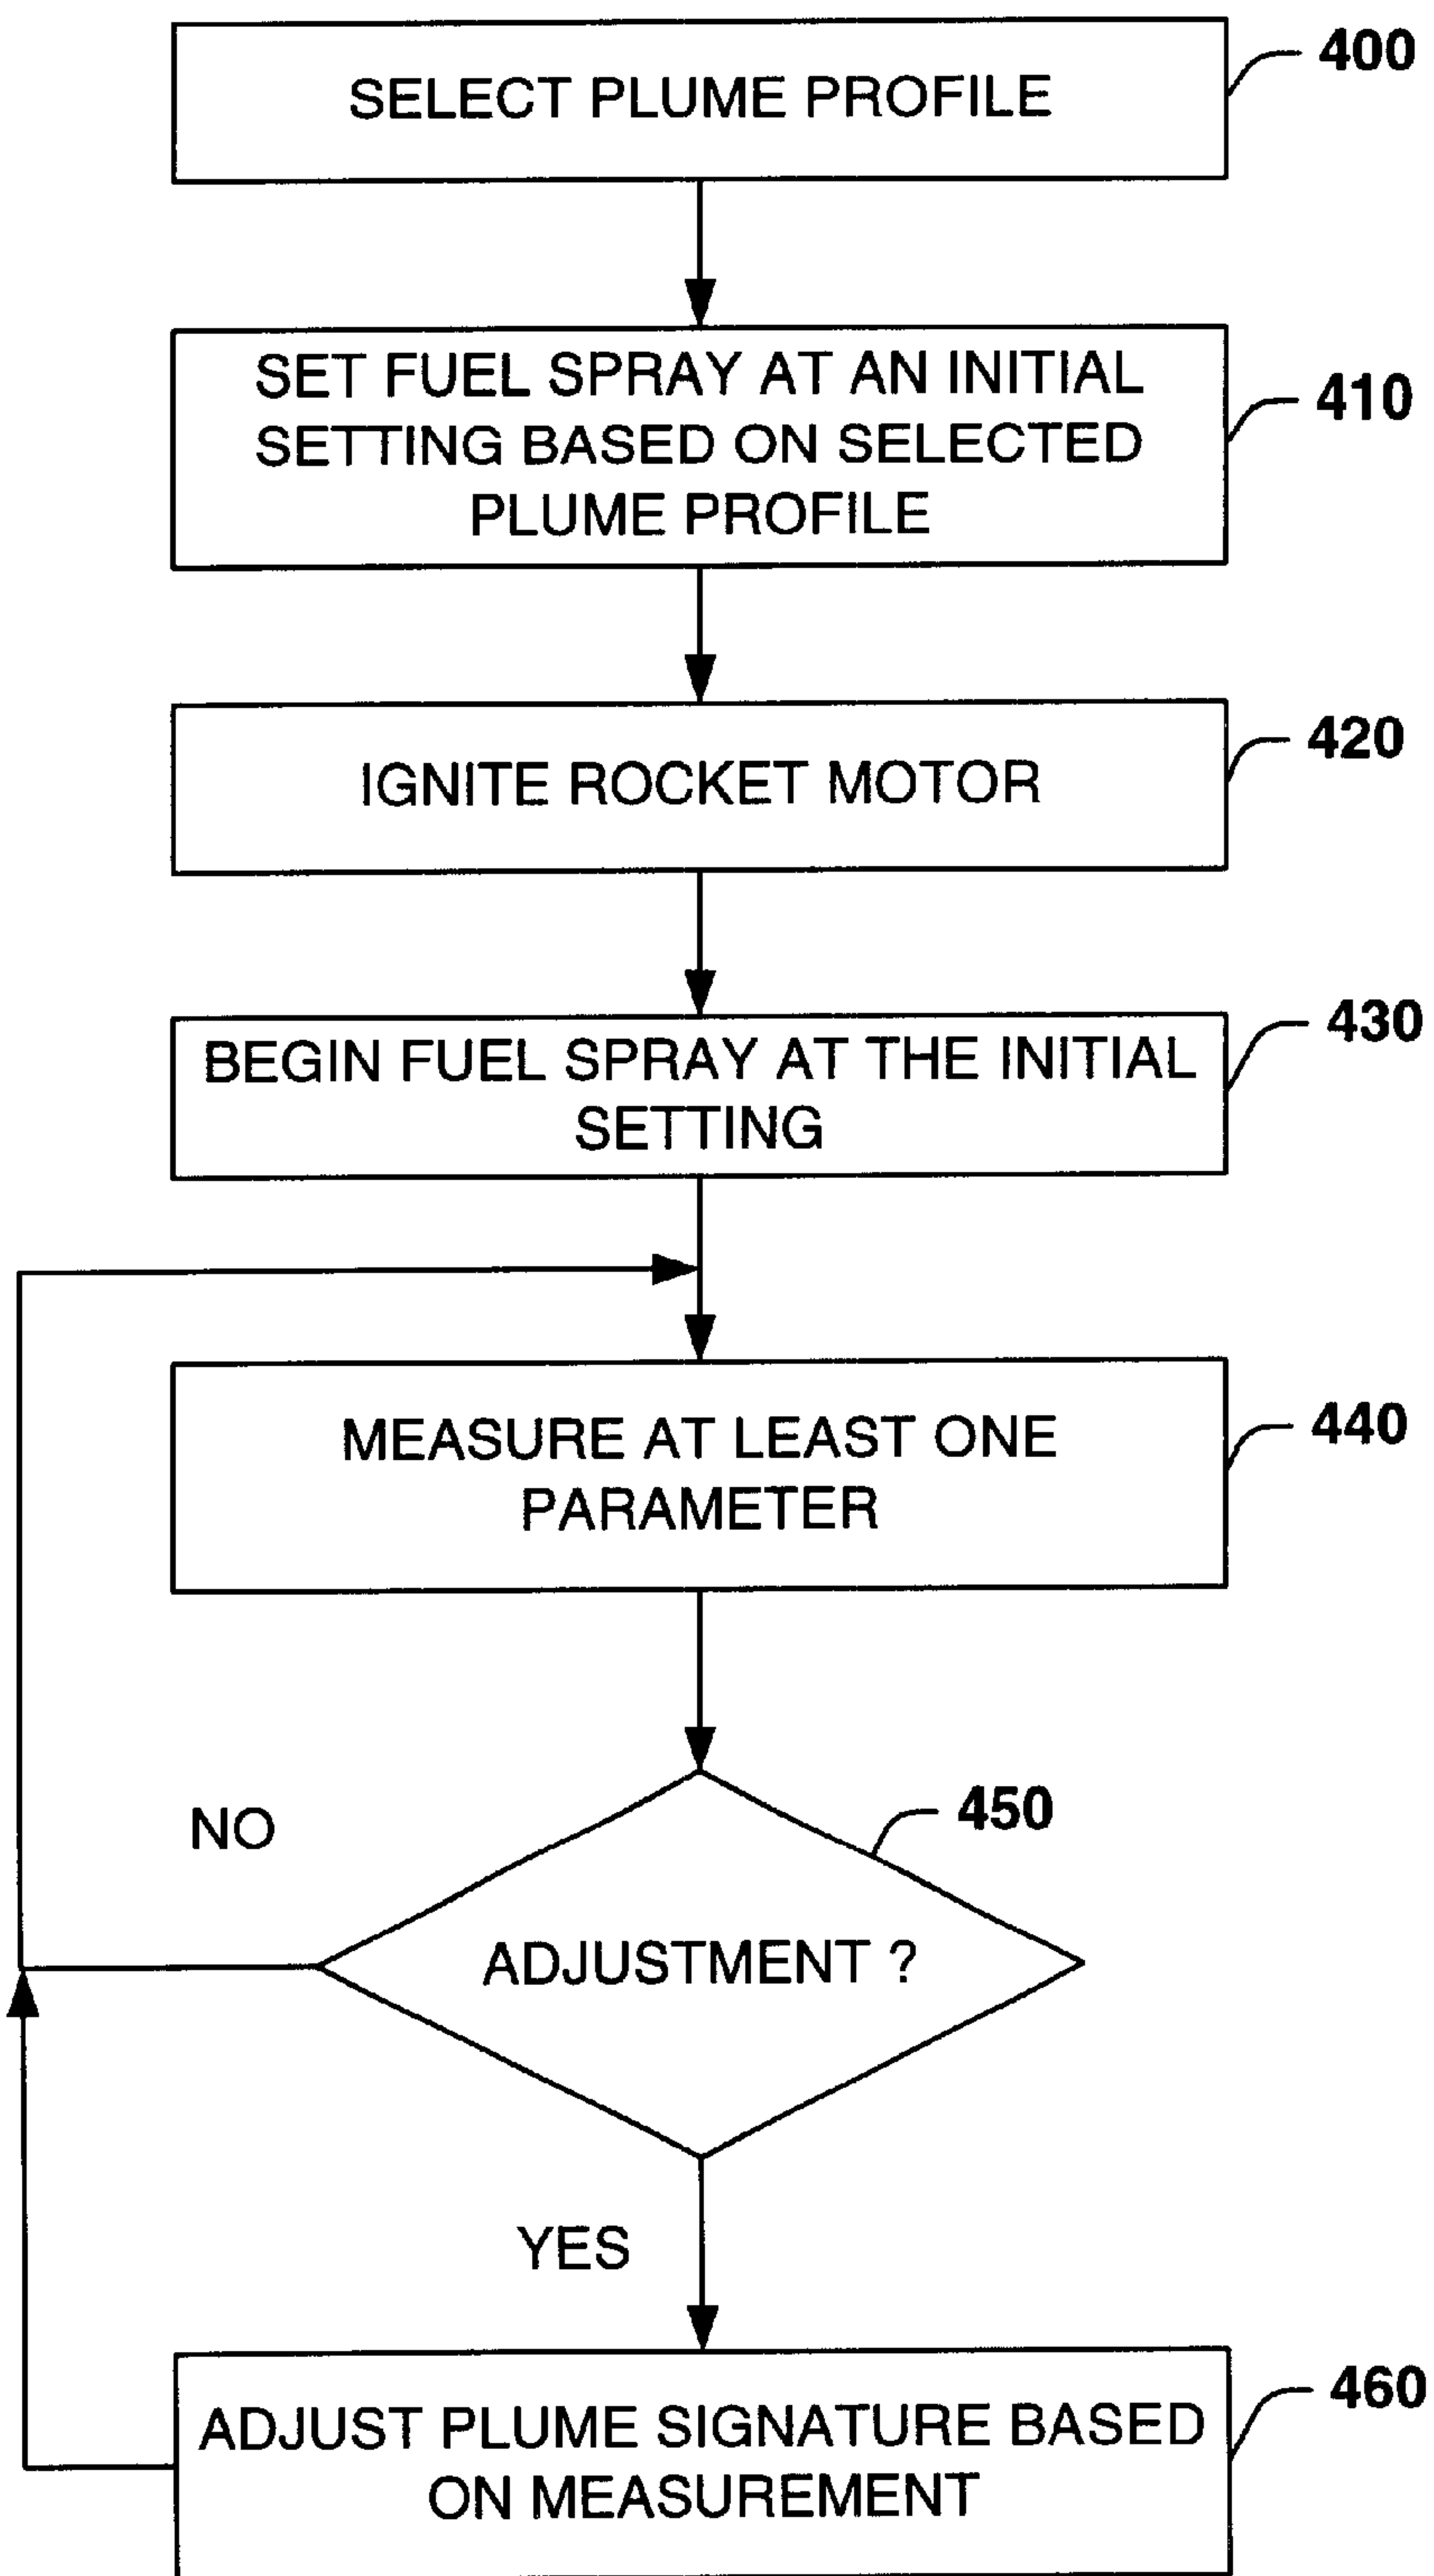 SELECT PLUME PROFILE
400
SET FUEL SPRAY AT AN INITIAL
SETTING BASED ON SELECTED
PLUME PROFILE
410
IGNITE ROCKET MOTOR
420
BEGIN FUEL SPRAY AT THE INITIAL
SETTING
430
MEASURE AT LEAST ONE
PARAMETER
440
NO
450
ADJUSTMENT ?
YES
ADJUST PLUME SIGNATURE BASED
ON MEASUREMENT
460